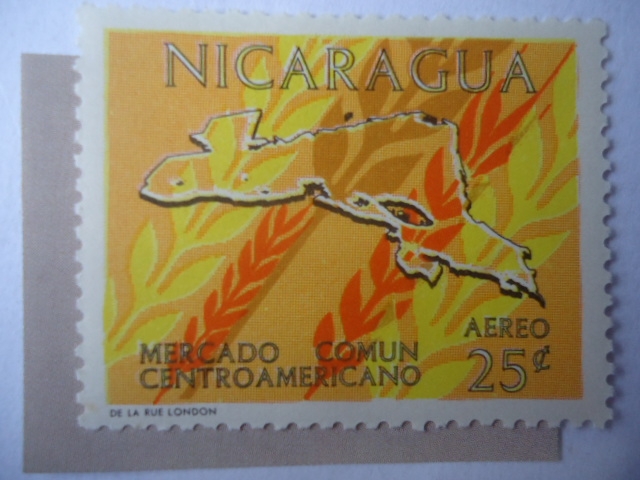 NICARAGUA
AEREO
MERCADO COMUN
CENTROAMERICANO
25¢
DE LA RUE LONDON